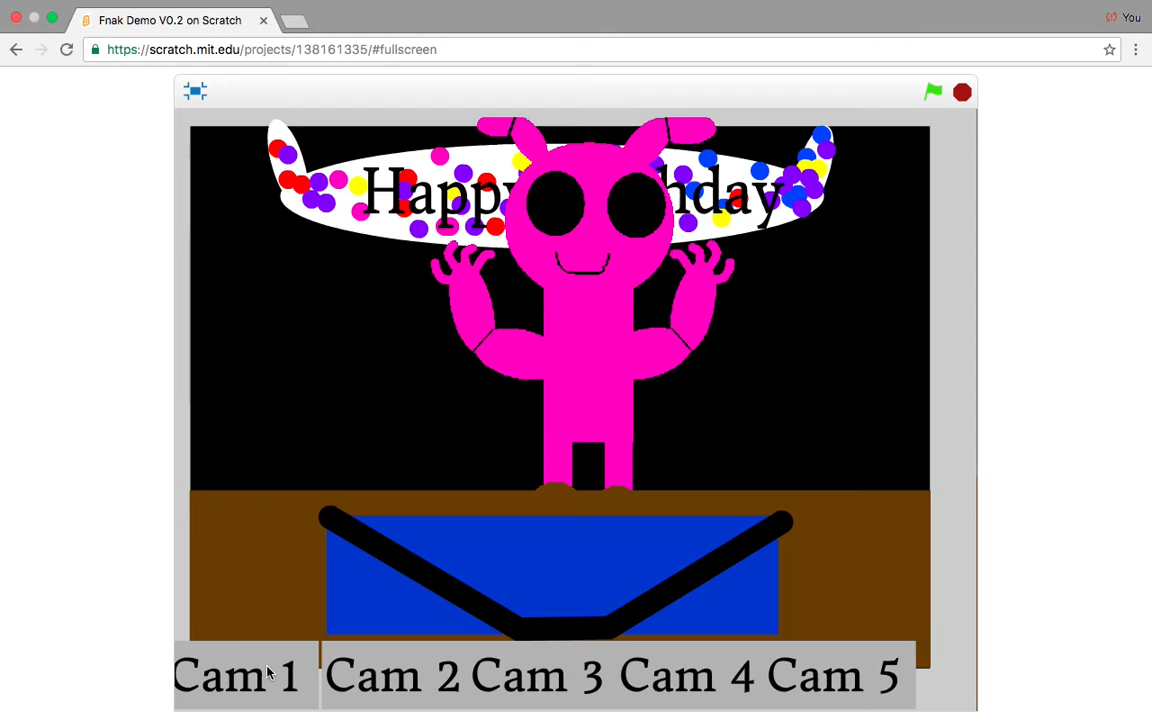 Fnak Demo V0.2 on Scratch
You
https://scratch.mit.edu/projects/138161335/#fullscreen
Happy thday
Cam 1 Cam 2 Cam 3 Cam 4 Cam 5